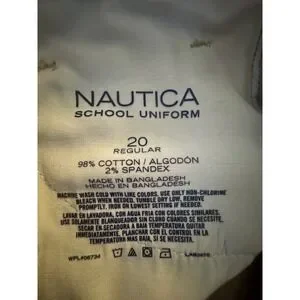 NAUTICA
SCHOOL UNIFORM
20
REGULAR
98% COTTON / ALGODÓN
2% SPANDEX
MADE IN BANGLADESH
HECHO EN BANGLADESH
MACHINE WASH COLD WITH LIKE COLORS. USE ONLY NON-CHLORINE
BLEACH WHEN NEEDED. TUMBLE DRY LOW. REMOVE
PROMPTLY. IRON ON LOWEST SETTING IF NEEDED.
LAVAR EN LAVADORA, CON AGUA FRIA CON COLORES SIMILARES.
USE SOLAMENTE BLANQUEADOR SIN CLORO CUANDO SE NECESITE.
SECAR EN SECADORA A BAJA TEMPERATURA QUITAR
INMEDIATAMENTE. PLANCHAR CON EL CONTROL EN LA
TEMPERATURA MAS BAJA, SI SE NECESITA.
WPL#06734